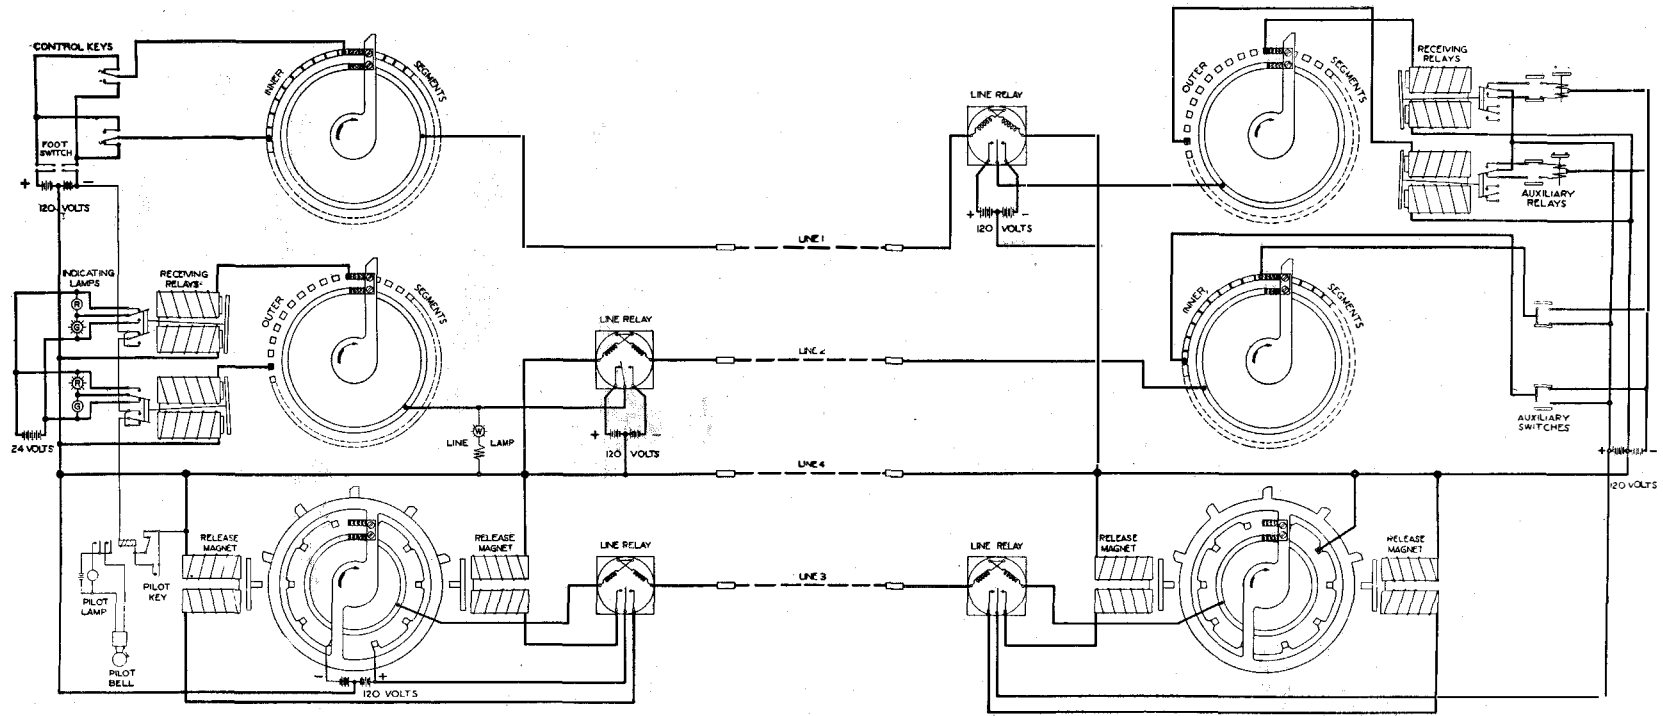 CONTROL KEYS
INNER
SEGMENTS
FOOT
SWITCH
+
−
120 VOLTS
LINE RELAY
+
−
120 VOLTS
OUTER
SEGMENTS
RECEIVING
RELAYS
AUXILIARY
RELAYS
LINE 1
INDICATING
LAMPS
R
G
R
G
24 VOLTS
RECEIVING
RELAYS
OUTER
SEGMENTS
W
LINE LAMP
LINE RELAY
+
−
120 VOLTS
LINE 2
INNER
SEGMENTS
AUXILIARY
SWITCHES
+
−
120 VOLTS
LINE 4
PILOT
LAMP
PILOT
KEY
PILOT
BELL
RELEASE
MAGNET
−
+
120 VOLTS
RELEASE
MAGNET
LINE RELAY
LINE 3
LINE RELAY
RELEASE
MAGNET
RELEASE
MAGNET